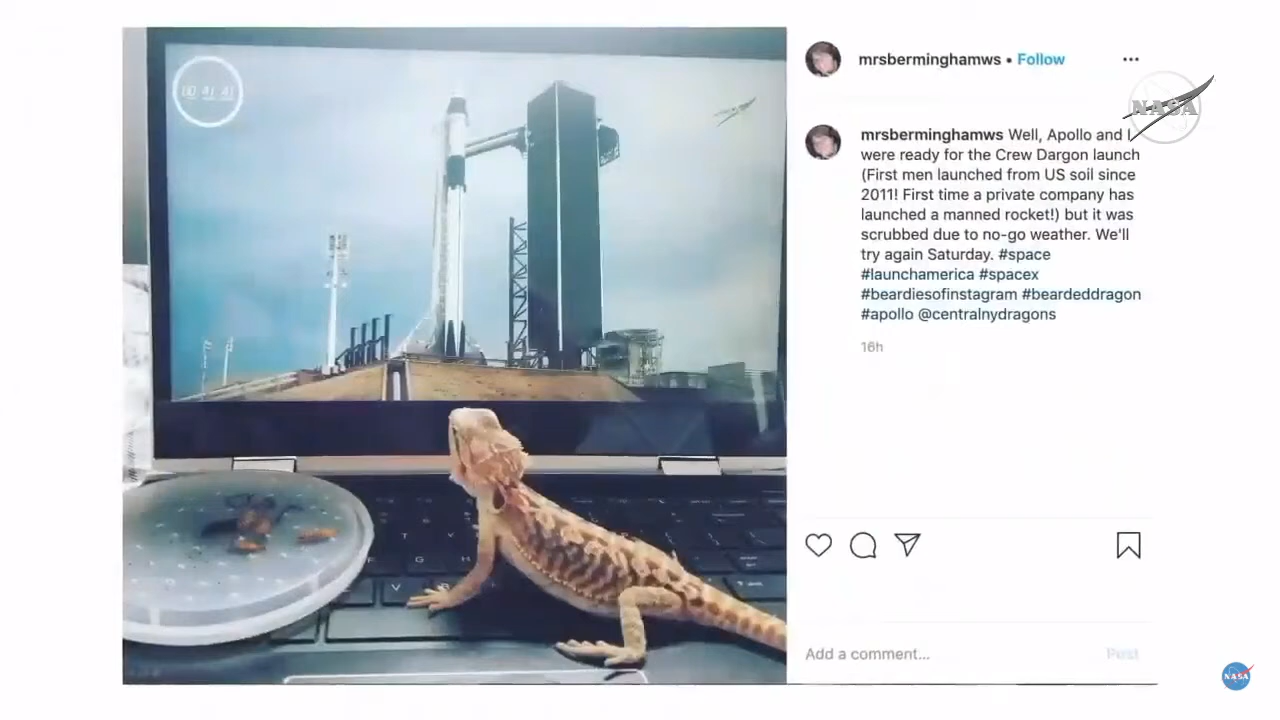 mrsberminghamws • Follow
NASA
mrsberminghamws Well, Apollo and I
were ready for the Crew Dargon launch
(First men launched from US soil since
2011! First time a private company has
launched a manned rocket!) but it was
scrubbed due to no-go weather. We'll
try again Saturday. #space
#launchamerica #spacex
#beardiesofinstagram #beardeddragon
#apollo @centralnydragons
16h
Add a comment...
Post
NASA